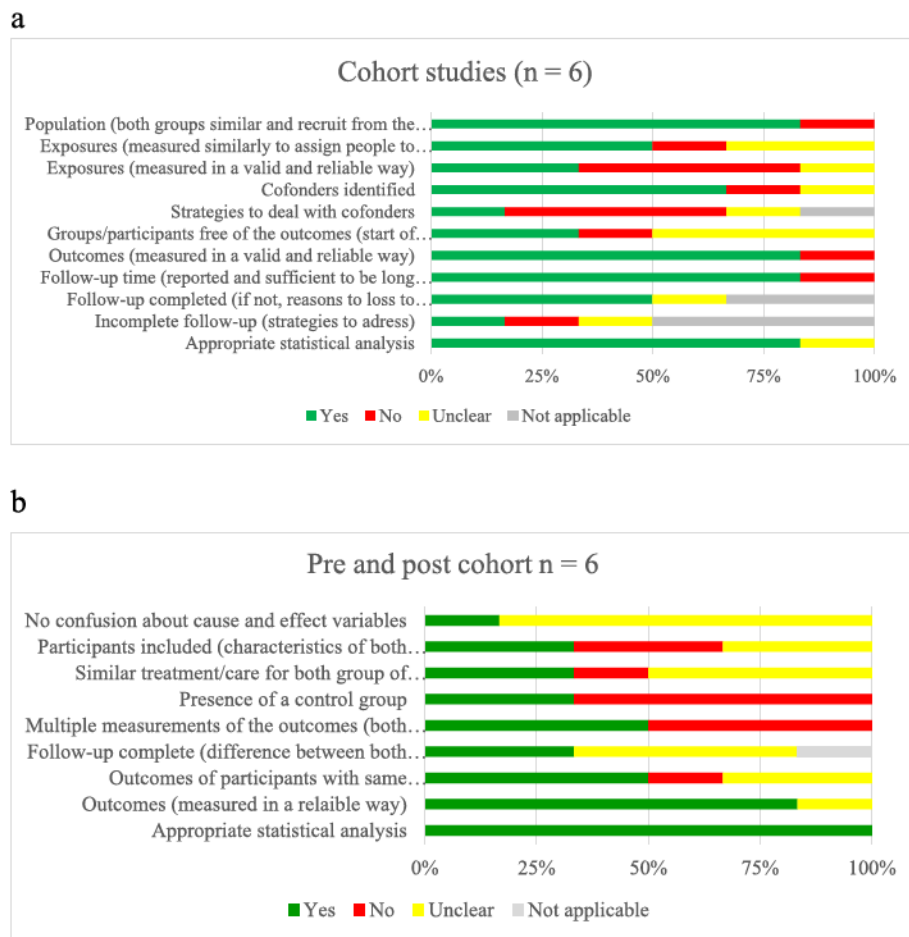 a
Cohort studies (n = 6)
Population (both groups similar and recruit from the…
Exposures (measured similarly to assign people to…
Exposures (measured in a valid and reliable way)
Cofonders identified
Strategies to deal with cofonders
Groups/participants free of the outcomes (start of…
Outcomes (measured in a valid and reliable way)
Follow-up time (reported and sufficient to be long…
Follow-up completed (if not, reasons to loss to…
Incomplete follow-up (strategies to adress)
Appropriate statistical analysis
0% 25% 50% 75% 100%
Yes No Unclear Not applicable
b
Pre and post cohort n = 6
No confusion about cause and effect variables
Participants included (characteristics of both…
Similar treatment/care for both group of…
Presence of a control group
Multiple measurements of the outcomes (both…
Follow-up complete (difference between both…
Outcomes of participants with same…
Outcomes (measured in a relaible way)
Appropriate statistical analysis
0% 25% 50% 75% 100%
Yes No Unclear Not applicable